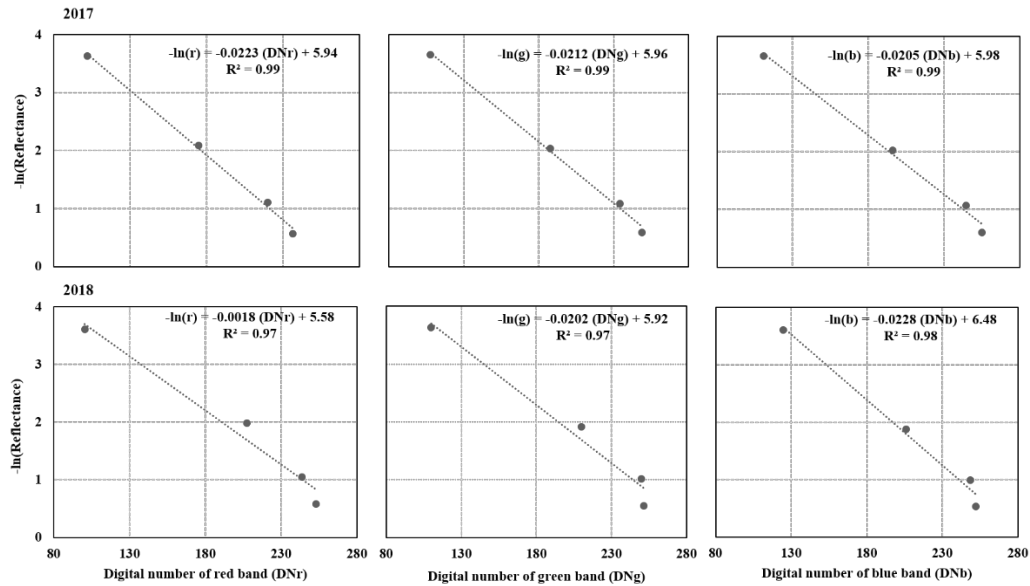 2017
4
3
2
1
0
-ln(Reflectance)
-ln(r) = -0.0223 (DNr) + 5.94
R² = 0.99
-ln(g) = -0.0212 (DNg) + 5.96
R² = 0.99
-ln(b) = -0.0205 (DNb) + 5.98
R² = 0.99
2018
4
3
2
1
0
-ln(Reflectance)
-ln(r) = -0.0018 (DNr) + 5.58
R² = 0.97
-ln(g) = -0.0202 (DNg) + 5.92
R² = 0.97
-ln(b) = -0.0228 (DNb) + 6.48
R² = 0.98
80 130 180 230 280
80 130 180 230 280
80 130 180 230 280
Digital number of red band (DNr)
Digital number of green band (DNg)
Digital number of blue band (DNb)